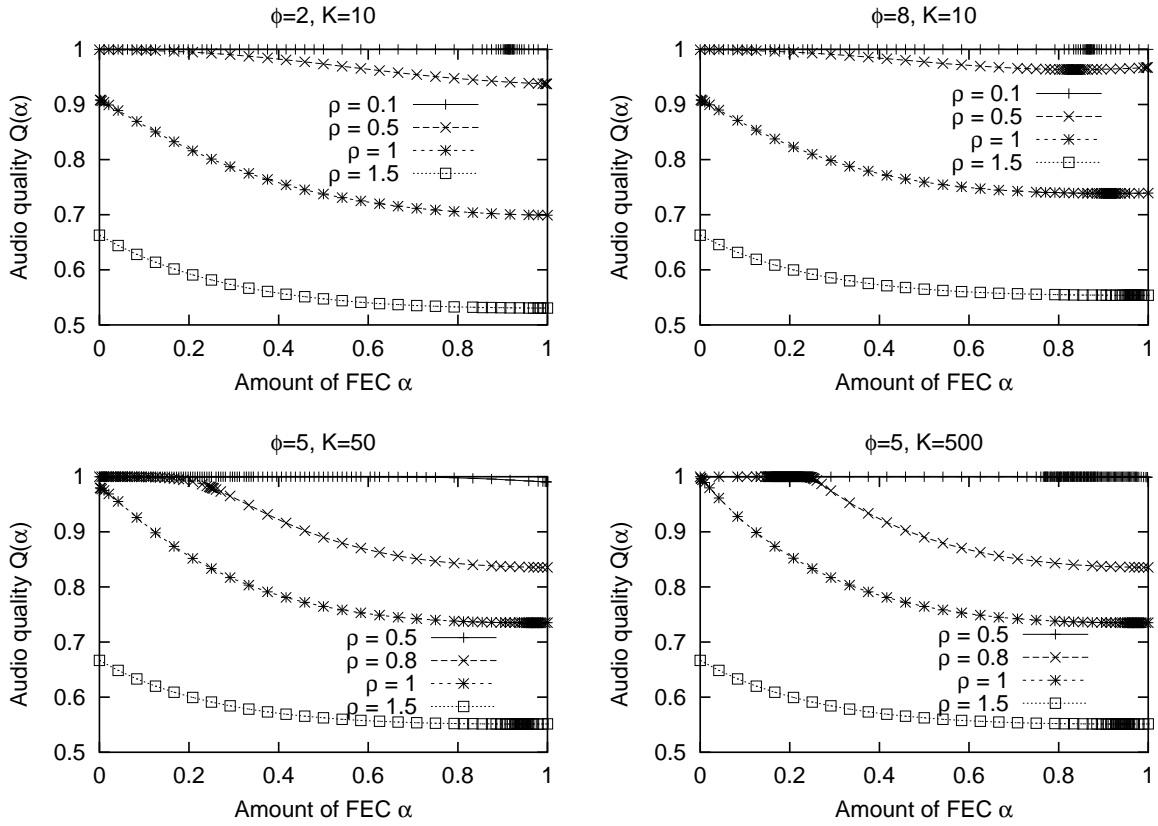 ϕ=2, K=10
Audio quality Q(α)
1
0.9
0.8
0.7
0.6
0.5
ρ = 0.1
ρ = 0.5
ρ = 1
ρ = 1.5
0 0.2 0.4 0.6 0.8 1
Amount of FEC α
ϕ=8, K=10
Audio quality Q(α)
1
0.9
0.8
0.7
0.6
0.5
ρ = 0.1
ρ = 0.5
ρ = 1
ρ = 1.5
0 0.2 0.4 0.6 0.8 1
Amount of FEC α
ϕ=5, K=50
Audio quality Q(α)
1
0.9
0.8
0.7
0.6
0.5
ρ = 0.5
ρ = 0.8
ρ = 1
ρ = 1.5
0 0.2 0.4 0.6 0.8 1
Amount of FEC α
ϕ=5, K=500
Audio quality Q(α)
1
0.9
0.8
0.7
0.6
0.5
ρ = 0.5
ρ = 0.8
ρ = 1
ρ = 1.5
0 0.2 0.4 0.6 0.8 1
Amount of FEC α